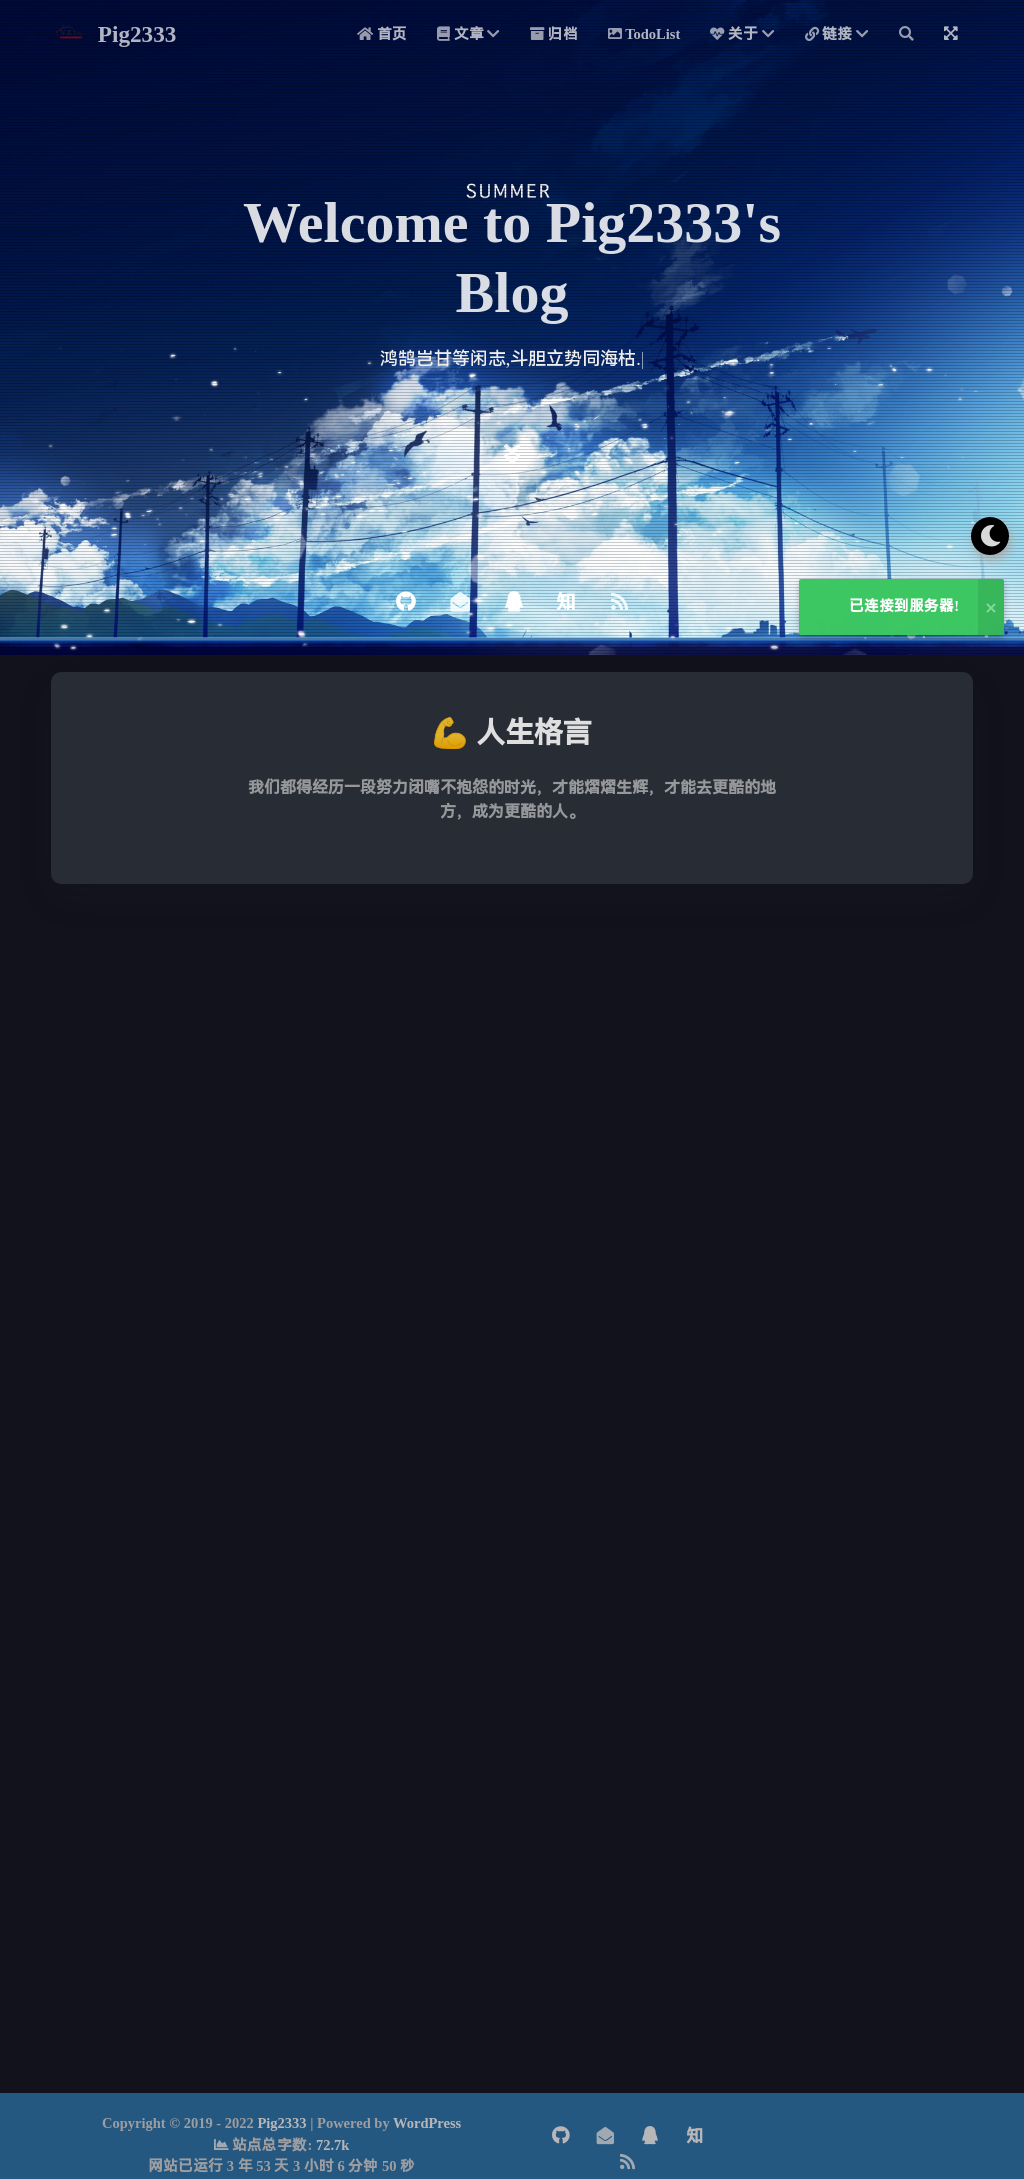 Pig2333 首页 文章 归档 TodoList 关于 链接
SUMMER
Welcome to Pig2333's
Blog
鸿鹄岂甘等闲志,斗胆立势同海枯.|
知
已连接到服务器! ×
💪 人生格言
我们都得经历一段努力闭嘴不抱怨的时光，才能熠熠生辉，才能去更酷的地
方，成为更酷的人。
Copyright © 2019 - 2022 Pig2333 | Powered by WordPress
站点总字数: 72.7k
网站已运行 3 年 53 天 3 小时 6 分钟 50 秒
知